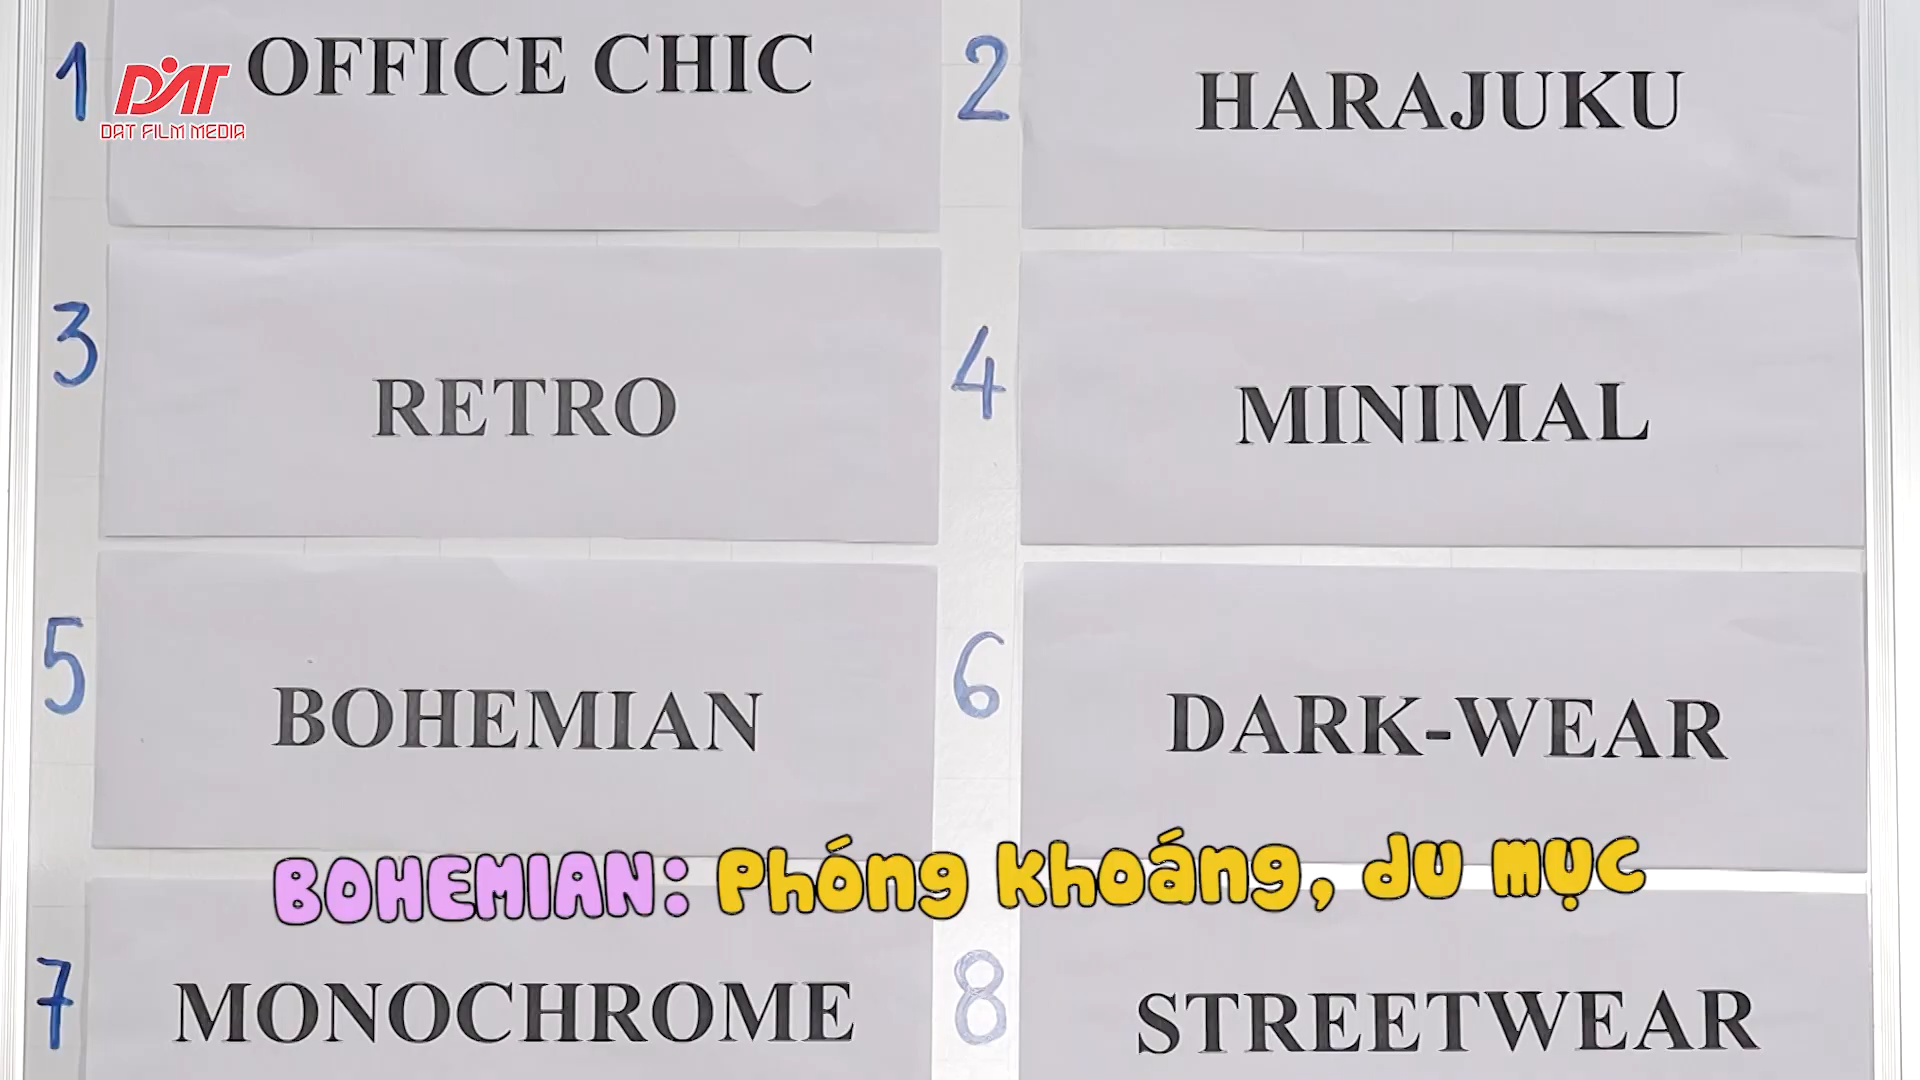 1
OFFICE CHIC
DAT
DAT FILM MEDIA
2
HARAJUKU
3
RETRO
4
MINIMAL
5
BOHEMIAN
6
DARK-WEAR
BOHEMIAN: Phóng khoáng, du mục
7
MONOCHROME
8
STREETWEAR